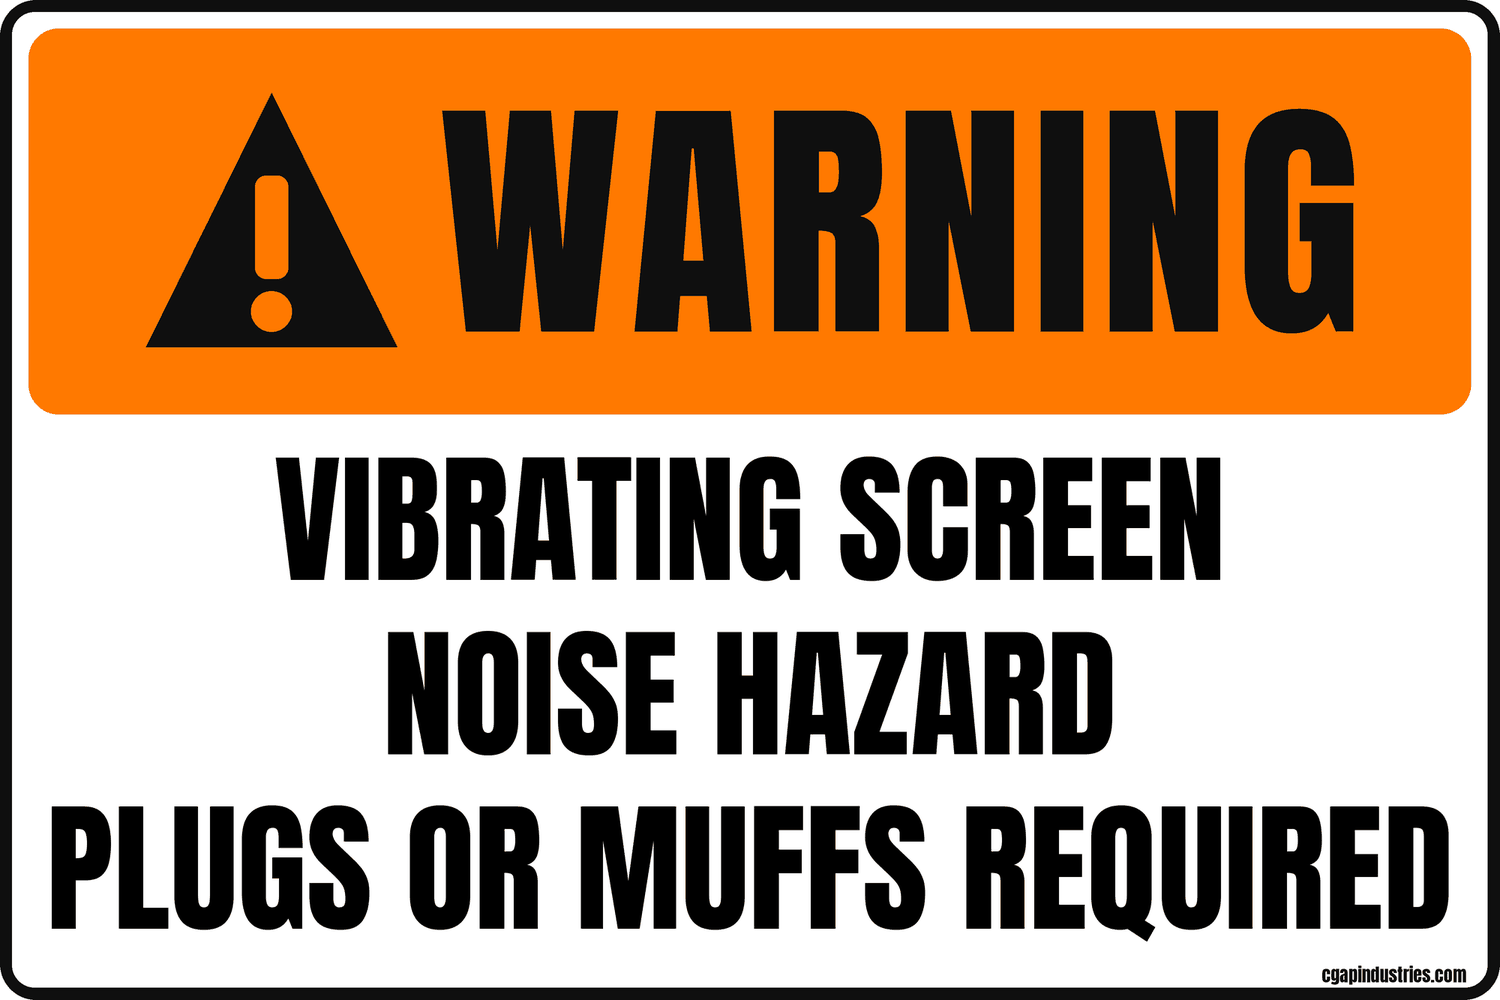 WARNING
VIBRATING SCREEN
NOISE HAZARD
PLUGS OR MUFFS REQUIRED
cgapindustries.com